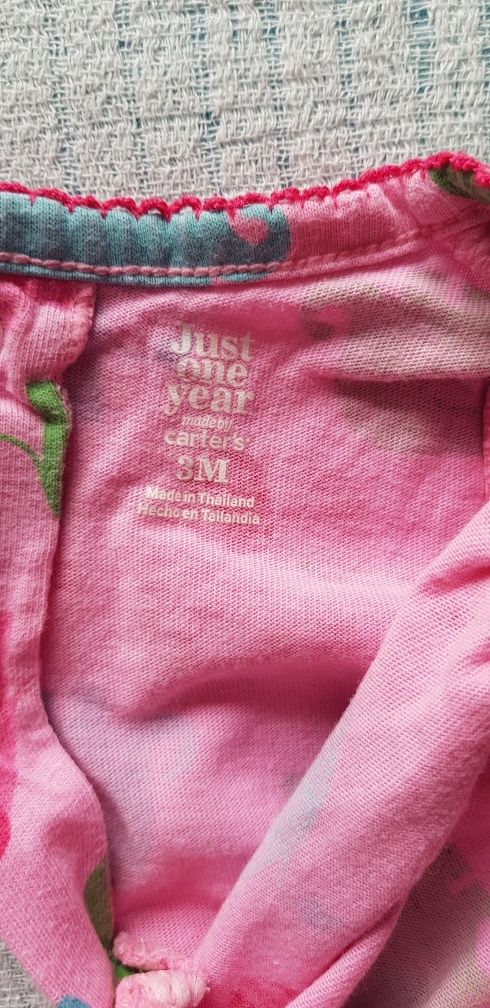 Just
one
year
made by
carter's
3M
Made in Thailand
Hecho en Tailandia